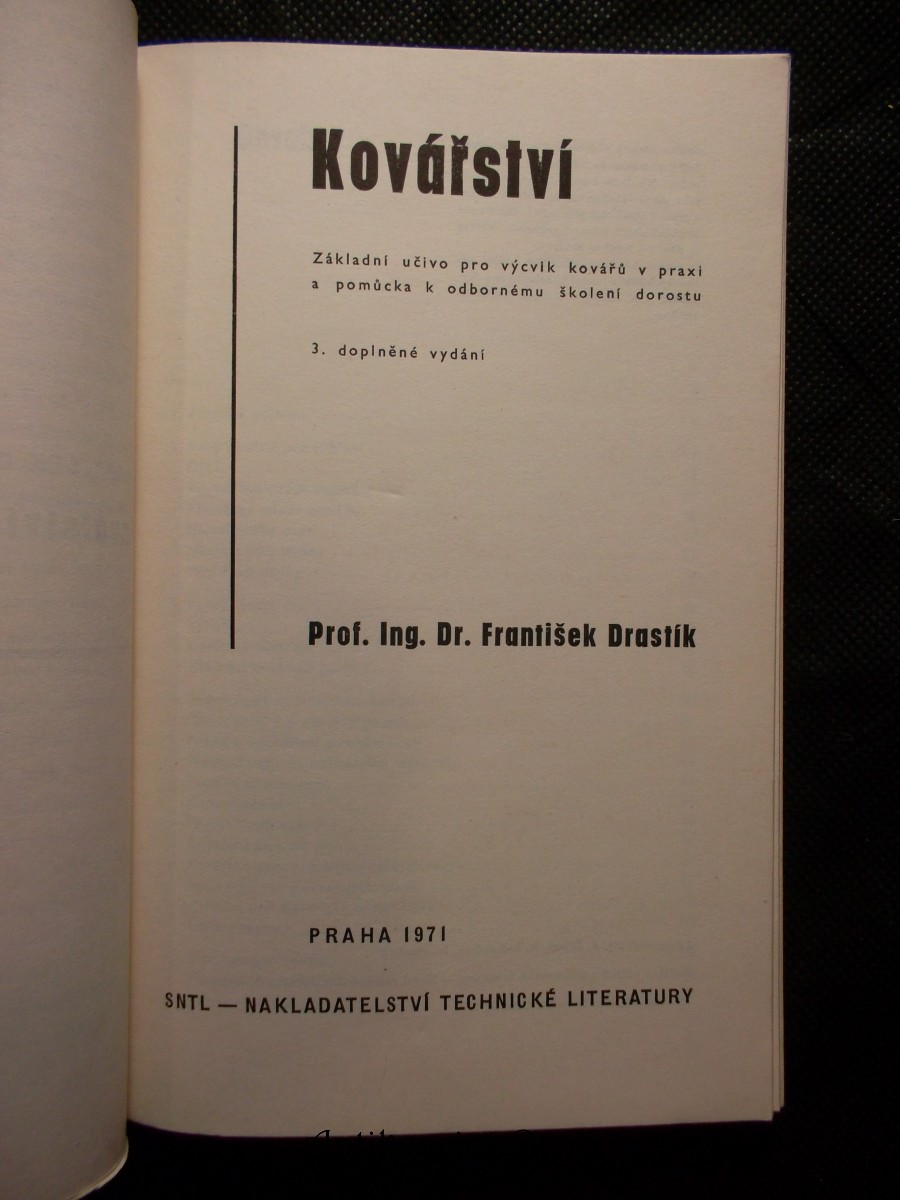 Kovářství
Základní učivo pro výcvik kovářů v praxi
a pomůcka k odbornému školení dorostu
3. doplněné vydání
Prof. Ing. Dr. František Drastík
PRAHA 1971
SNTL — NAKLADATELSTVÍ TECHNICKÉ LITERATURY